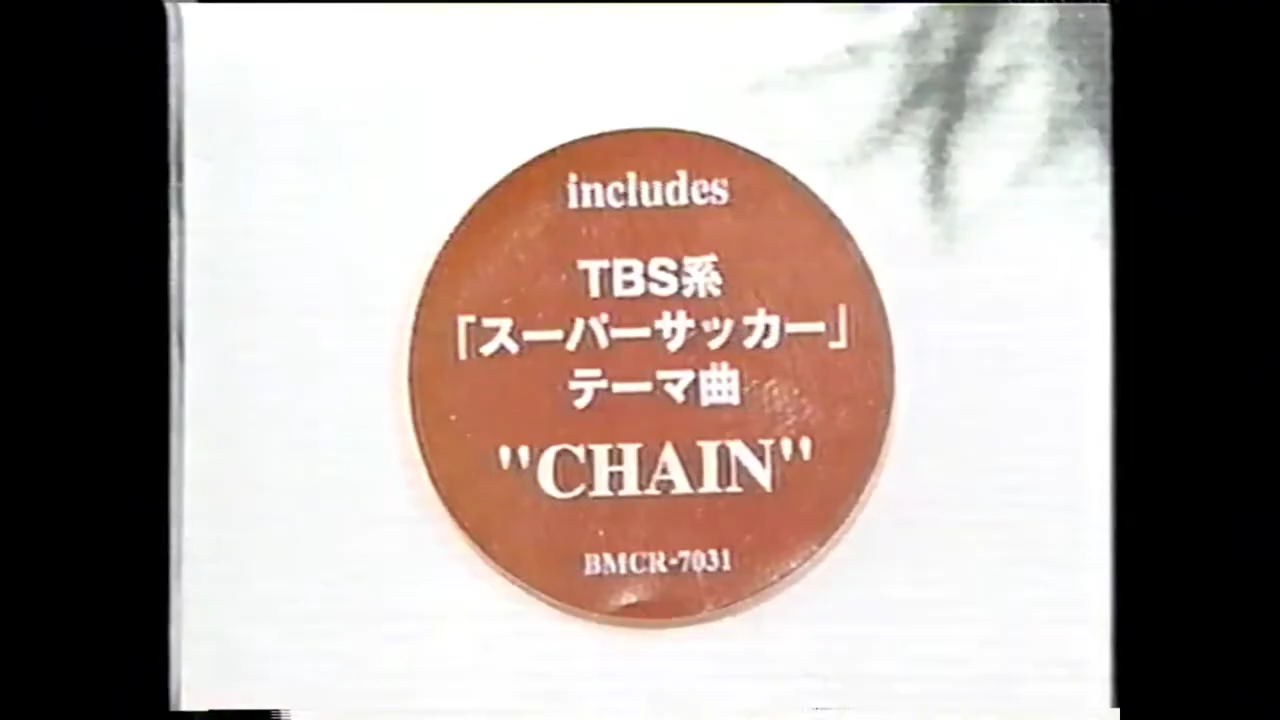 includes
TBS系
「スーパーサッカー」
テーマ曲
"CHAIN"
BMCR-7031